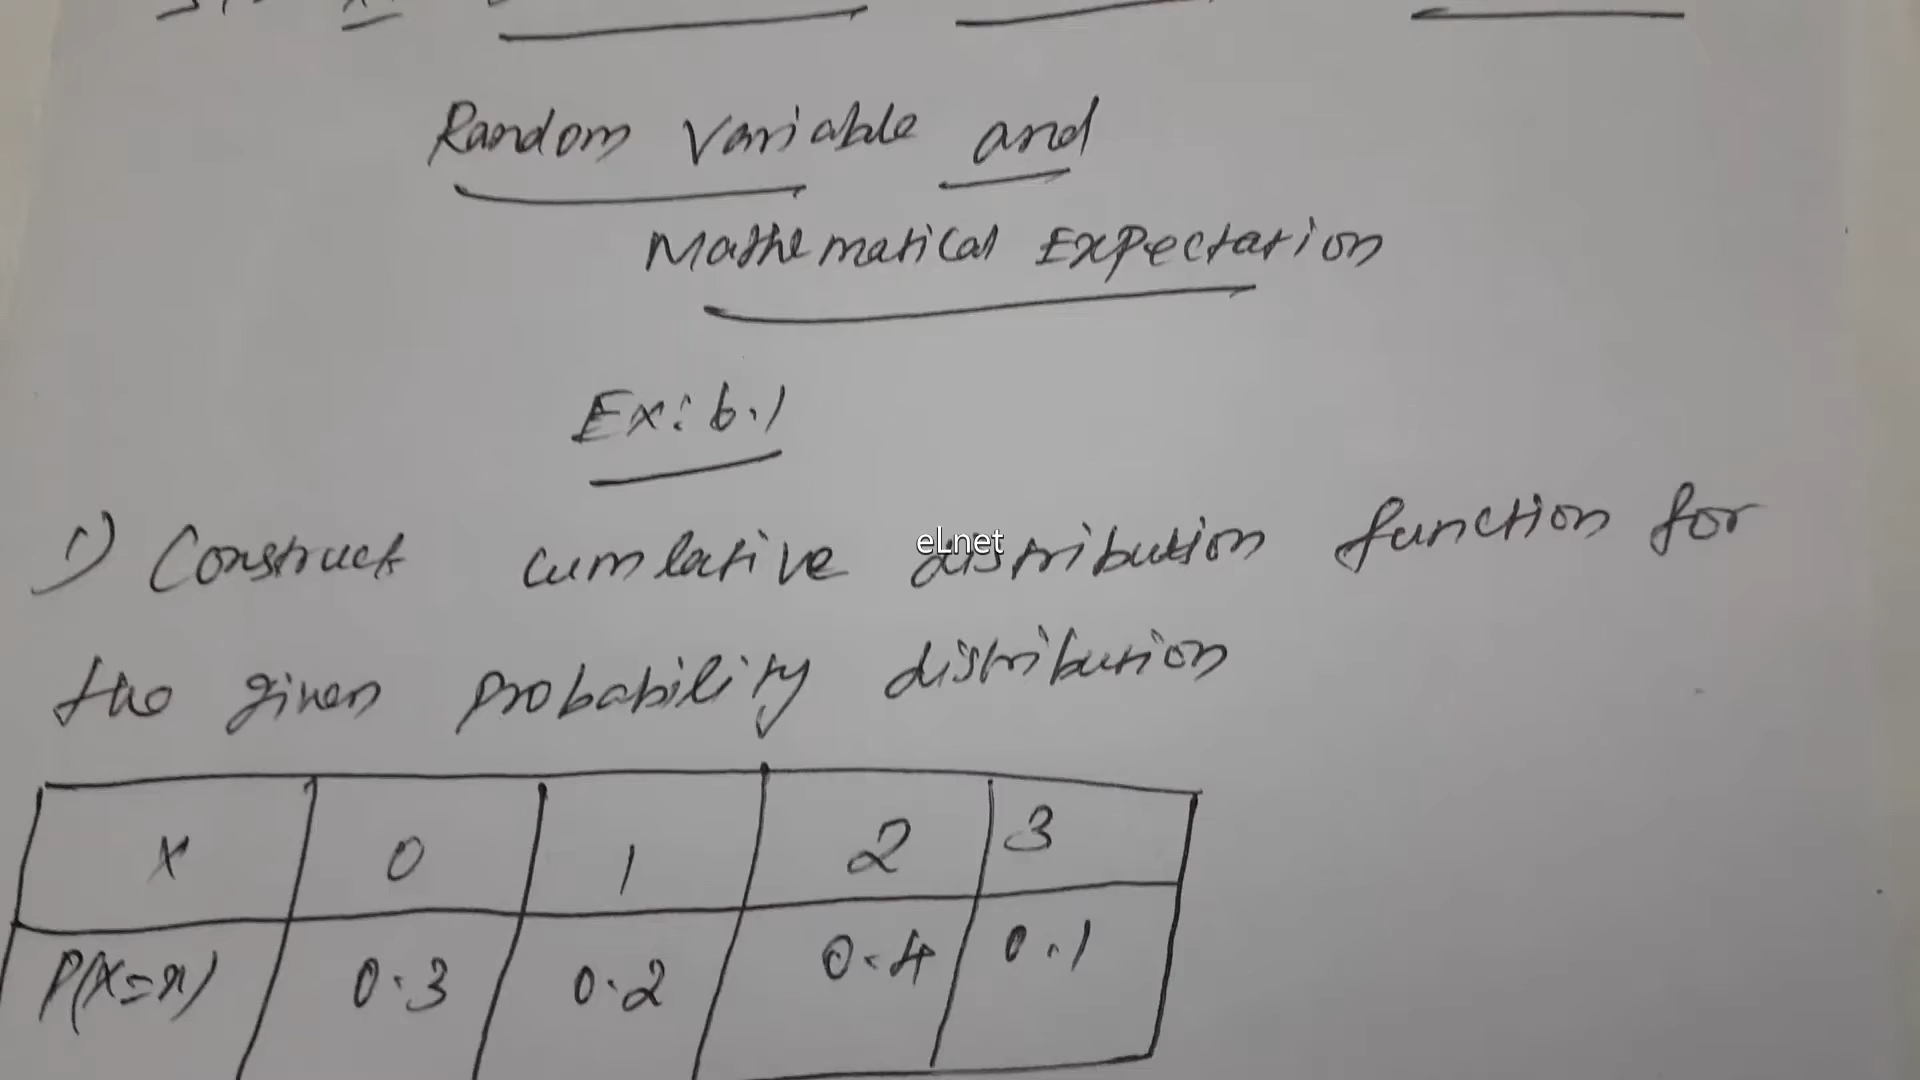 Random Variable and
Mathematical Expectation
Ex: 6.1
1) Construct cumlative distribution function for
eLnet
the given probability distribution
X 0 1 2 3
P(X=x) 0.3 0.2 0.4 0.1